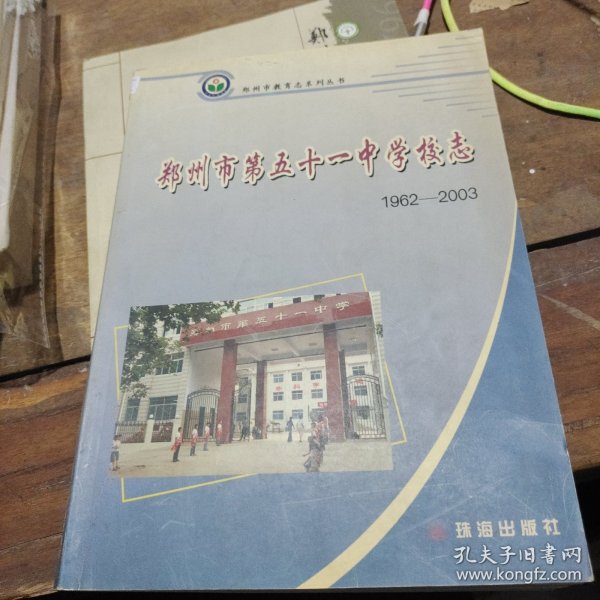 郑州市教育志系列丛书
郑州市第五十一中学校志
1962—2003
郑州市第五十一中学
珠海出版社
孔夫子旧书网
www.kongfz.com